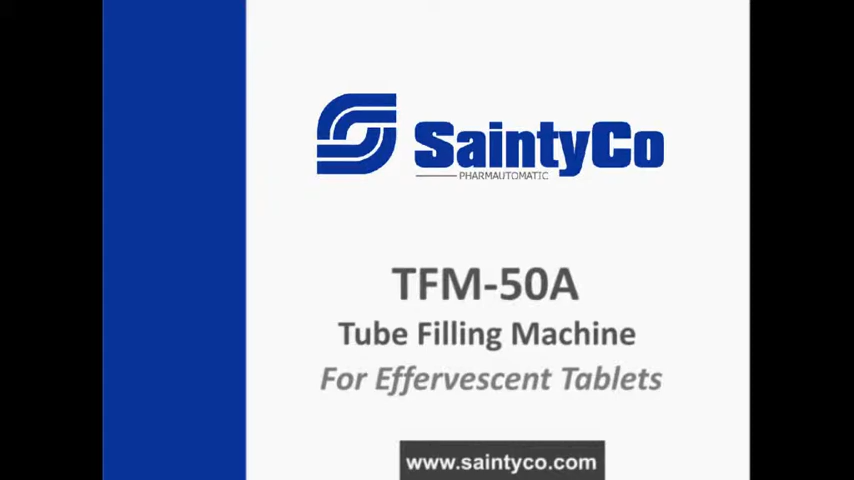 SaintyCo
PHARMAUTOMATIC
TFM-50A
Tube Filling Machine
For Effervescent Tablets
www.saintyco.com